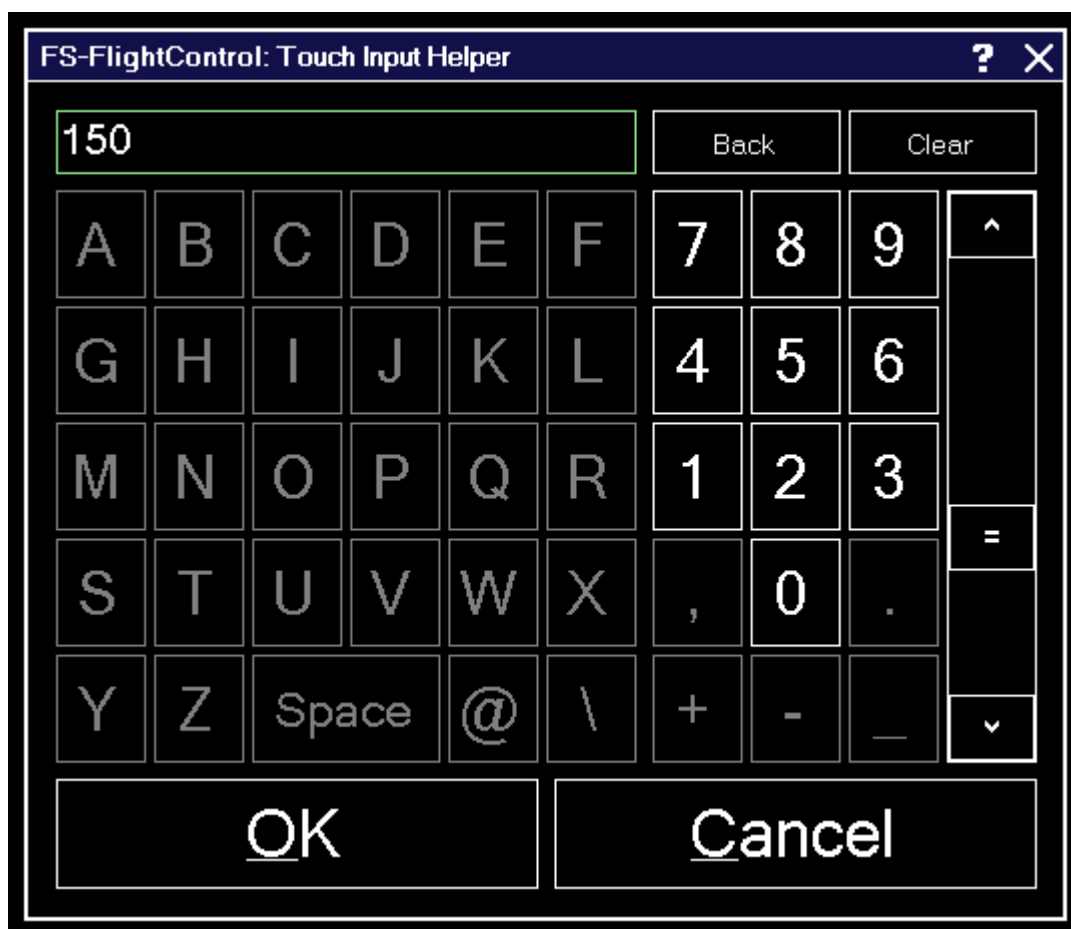 FS-FlightControl: Touch Input Helper ? X
150 Back Clear
A B C D E F 7 8 9 ^
G H I J K L 4 5 6
M N O P Q R 1 2 3
=
S T U V W X , 0 .
Y Z Space @ \ + - _ ⌄
OK Cancel